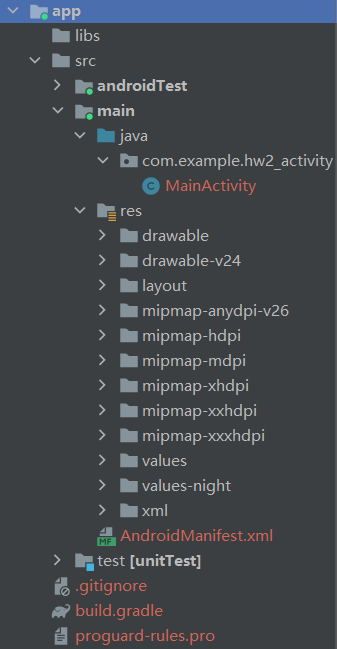 app
libs
src
androidTest
main
java
com.example.hw2_activity
C MainActivity
res
drawable
drawable-v24
layout
mipmap-anydpi-v26
mipmap-hdpi
mipmap-mdpi
mipmap-xhdpi
mipmap-xxhdpi
mipmap-xxxhdpi
values
values-night
xml
MF AndroidManifest.xml
test [unitTest]
.gitignore
build.gradle
proguard-rules.pro